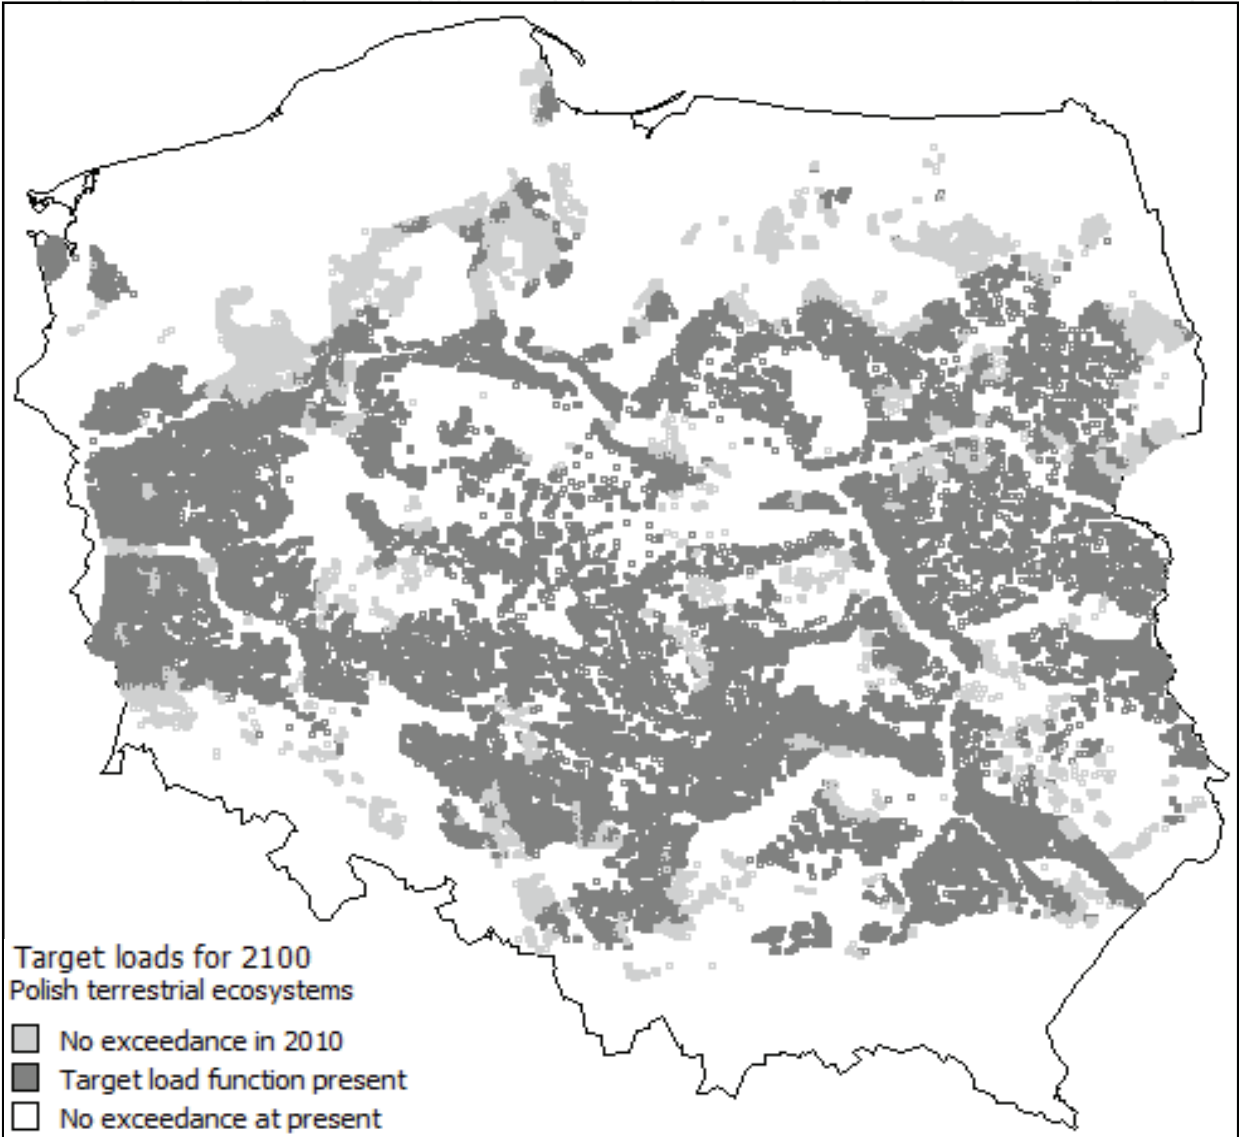 Target loads for 2100
Polish terrestrial ecosystems
No exceedance in 2010
Target load function present
No exceedance at present